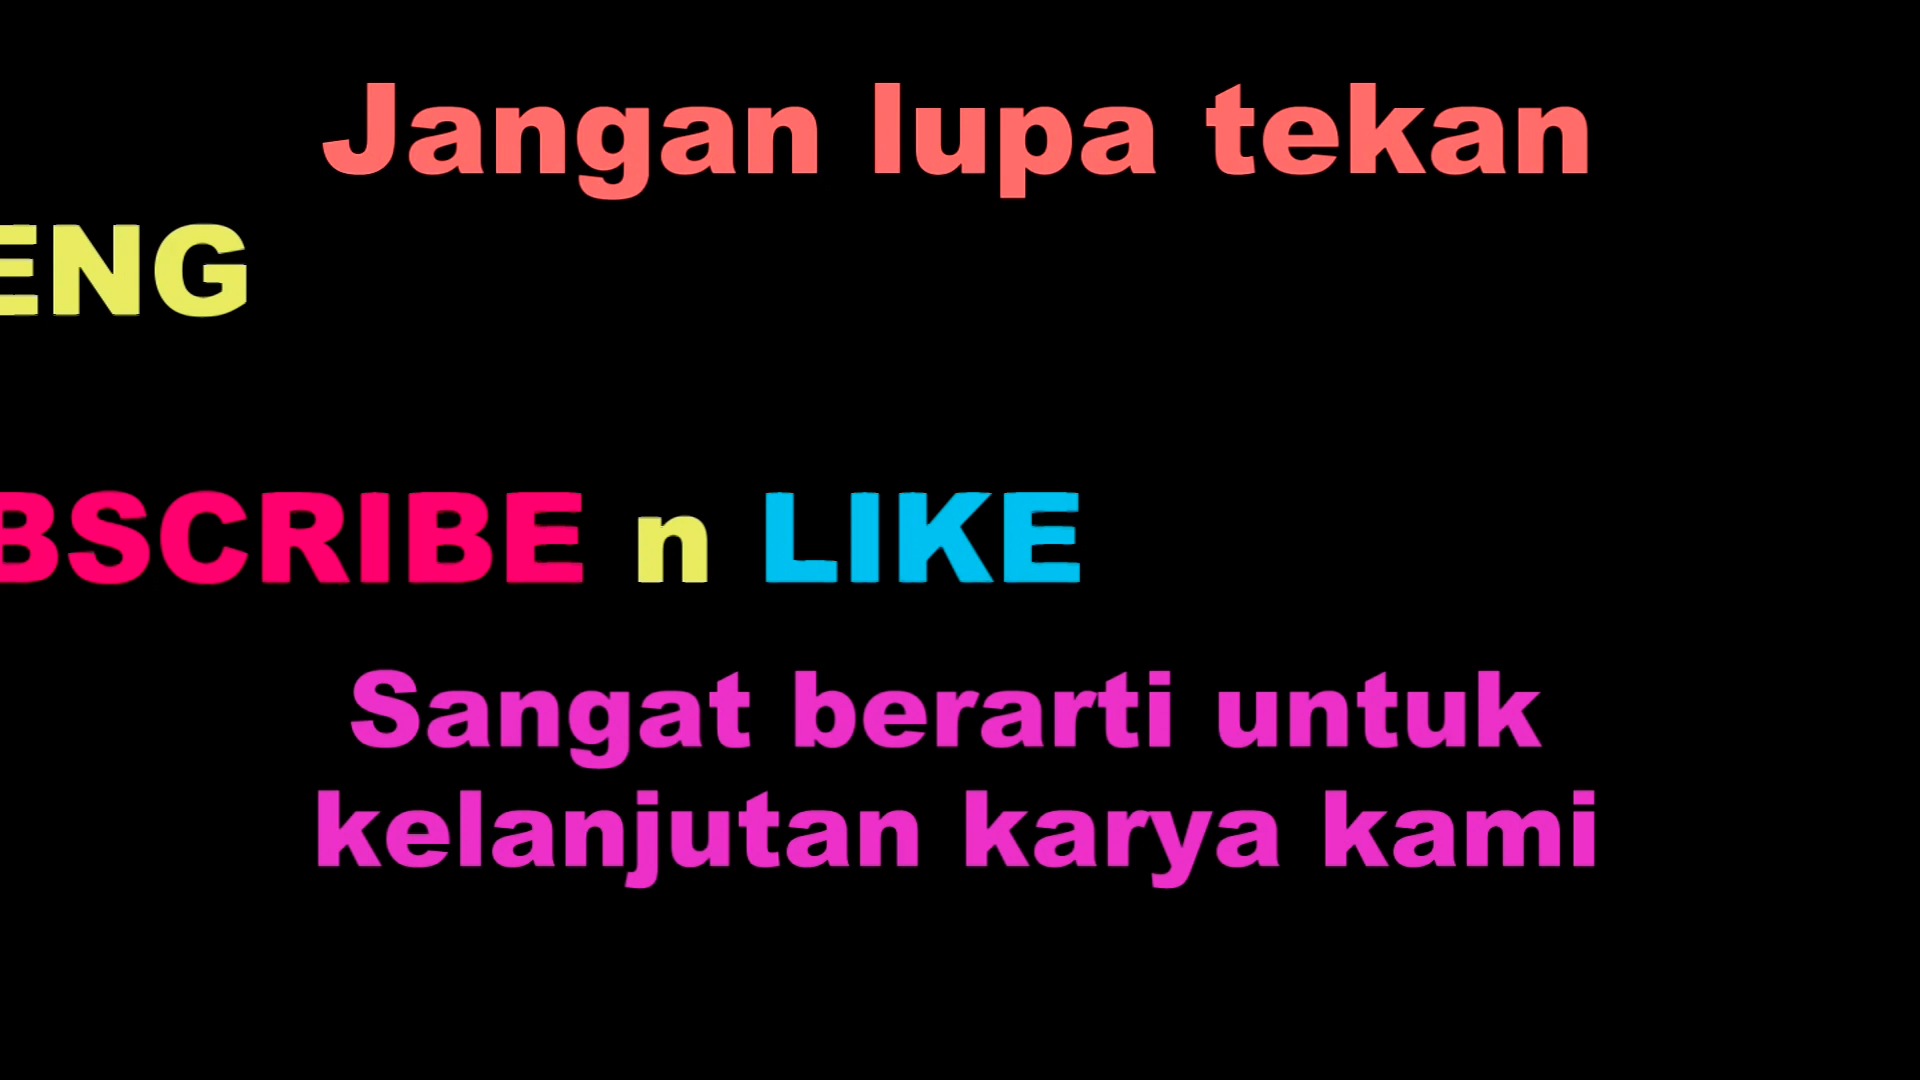 Jangan lupa tekan
ENG
BSCRIBE n LIKE
Sangat berarti untuk
kelanjutan karya kami